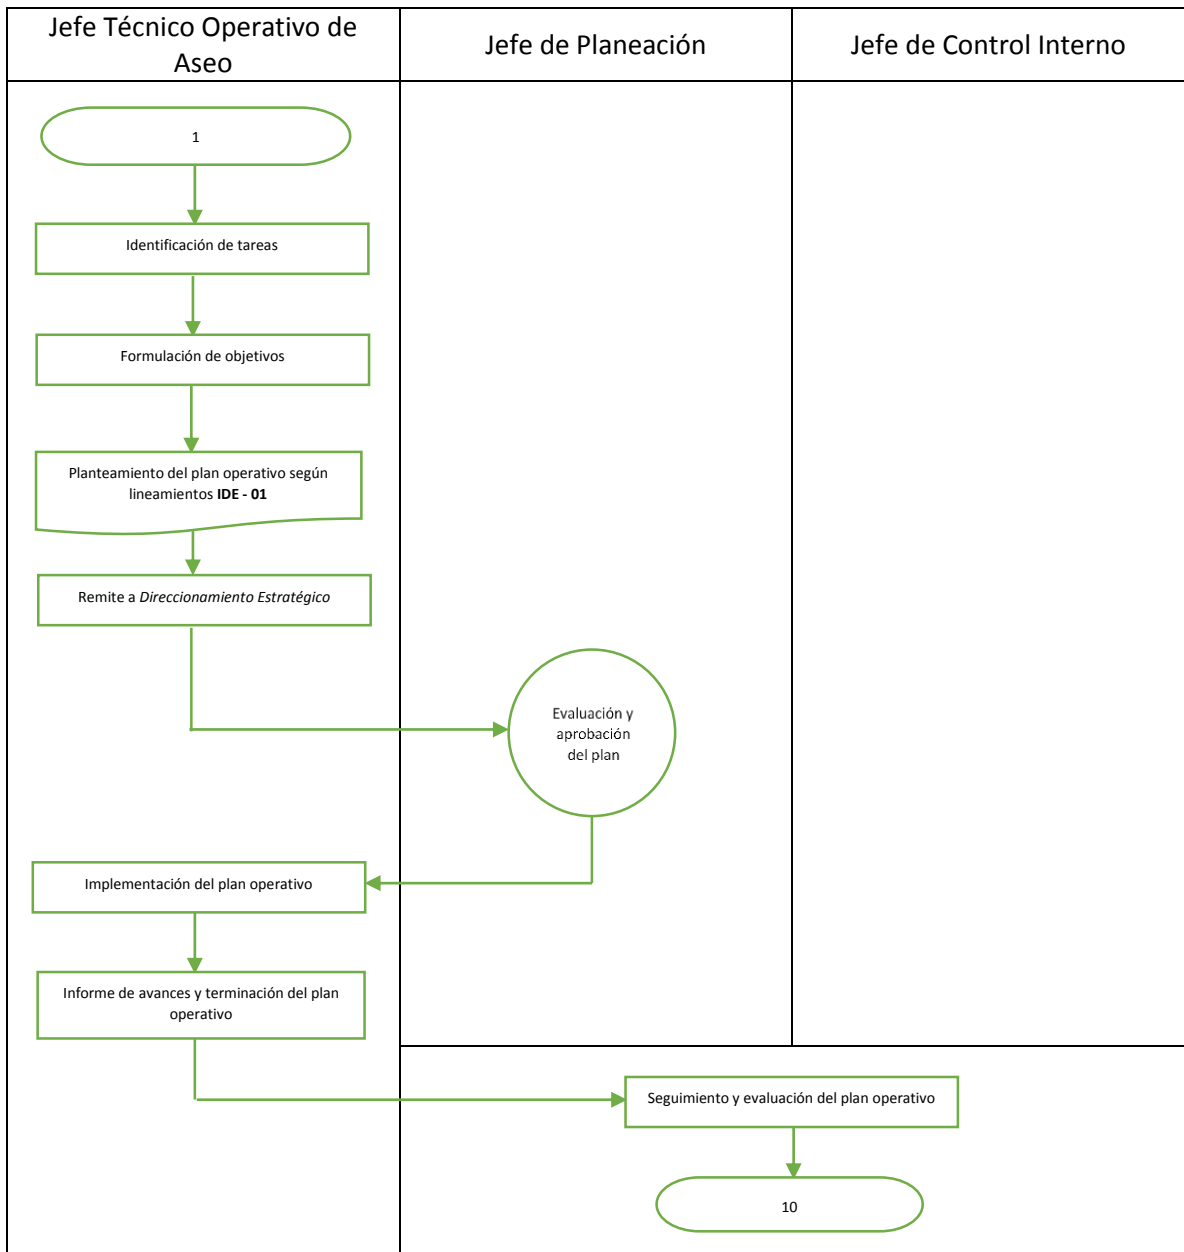 Jefe Técnico Operativo de
Aseo
Jefe de Planeación
Jefe de Control Interno
1
Identificación de tareas
Formulación de objetivos
Planteamiento del plan operativo según
lineamientos IDE - 01
Remite a Direccionamiento Estratégico
Evaluación y
aprobación
del plan
Implementación del plan operativo
Informe de avances y terminación del plan
operativo
Seguimiento y evaluación del plan operativo
10